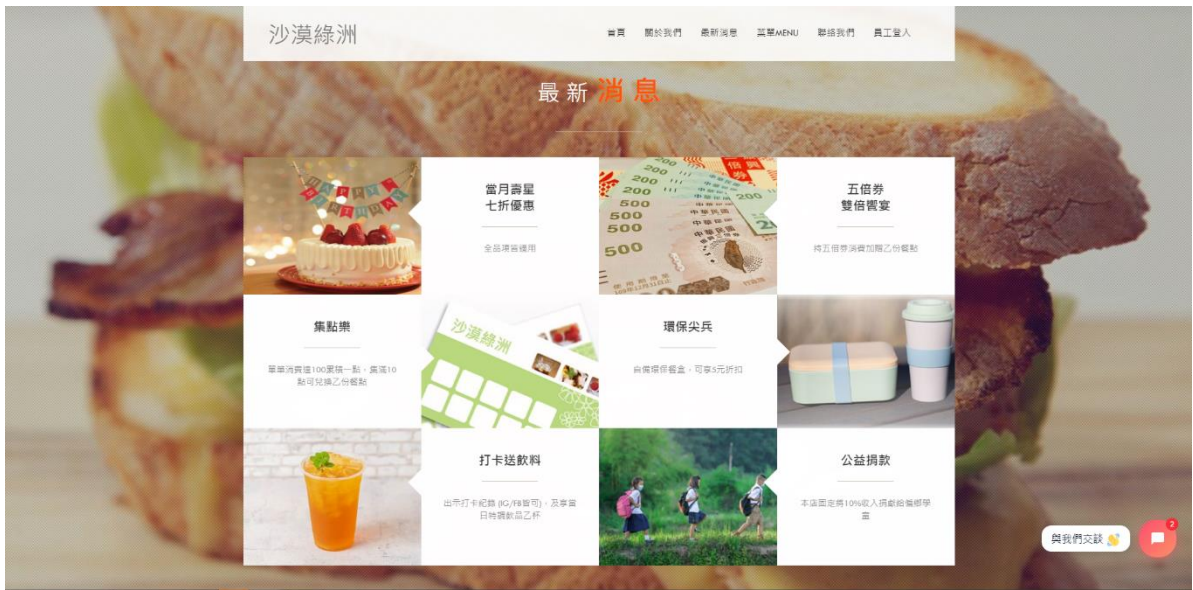 沙漠綠洲
首頁 關於我們 最新消息 菜單MENU 聯絡我們 員工登入
最新消息
當月壽星
七折優惠
全品項皆適用
五倍券
雙倍饗宴
持五倍券消費加贈乙份餐點
集點樂
單筆消費達100累積一點,集滿10
點可兌換乙份餐點
沙漠綠洲
環保尖兵
自備環保餐盒,可享5元折扣
打卡送飲料
出示打卡紀錄 (IG/FB皆可),及享當
日特調飲品乙杯
公益捐款
本店固定將10%收入捐獻給偏鄉學
童
200
200
200
500
500
500
與我們交談 👋
2